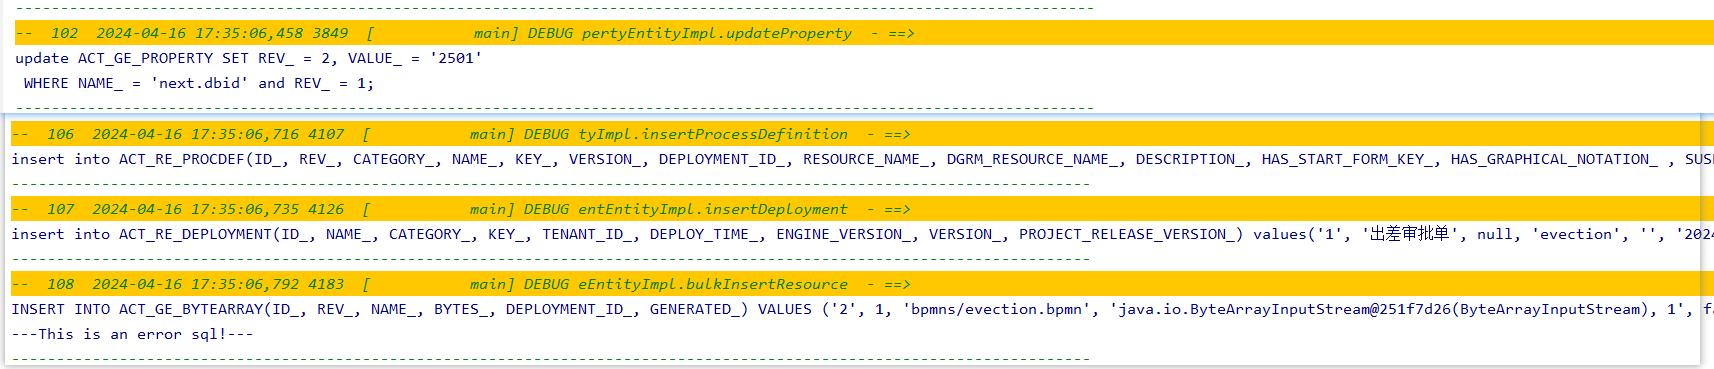 -- 102 2024-04-16 17:35:06,458 3849 [ main] DEBUG pertyEntityImpl.updateProperty - ==>
update ACT_GE_PROPERTY SET REV_ = 2, VALUE_ = '2501'
WHERE NAME_ = 'next.dbid' and REV_ = 1;
-- 106 2024-04-16 17:35:06,716 4107 [ main] DEBUG tyImpl.insertProcessDefinition - ==>
insert into ACT_RE_PROCDEF(ID_, REV_, CATEGORY_, NAME_, KEY_, VERSION_, DEPLOYMENT_ID_, RESOURCE_NAME_, DGRM_RESOURCE_NAME_, DESCRIPTION_, HAS_START_FORM_KEY_, HAS_GRAPHICAL_NOTATION_ , SUS
-- 107 2024-04-16 17:35:06,735 4126 [ main] DEBUG entEntityImpl.insertDeployment - ==>
insert into ACT_RE_DEPLOYMENT(ID_, NAME_, CATEGORY_, KEY_, TENANT_ID_, DEPLOY_TIME_, ENGINE_VERSION_, VERSION_, PROJECT_RELEASE_VERSION_) values('1', '出差审批单', null, 'evection', '', '2024
-- 108 2024-04-16 17:35:06,792 4183 [ main] DEBUG eEntityImpl.bulkInsertResource - ==>
INSERT INTO ACT_GE_BYTEARRAY(ID_, REV_, NAME_, BYTES_, DEPLOYMENT_ID_, GENERATED_) VALUES ('2', 1, 'bpmns/evection.bpmn', 'java.io.ByteArrayInputStream@251f7d26(ByteArrayInputStream), 1', f
---This is an error sql!---